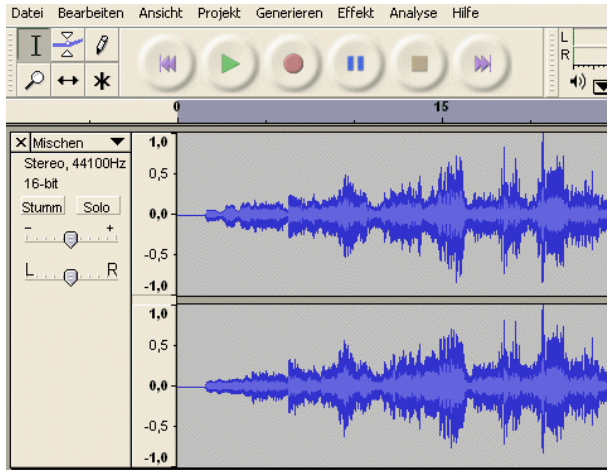 Datei Bearbeiten Ansicht Projekt Generieren Effekt Analyse Hilfe
L
R
0 15
Mischen
Stereo, 44100Hz
16-bit
Stumm Solo
- +
L R
1,0
0,5
0,0
-0,5
-1,0
1,0
0,5
0,0
-0,5
-1,0